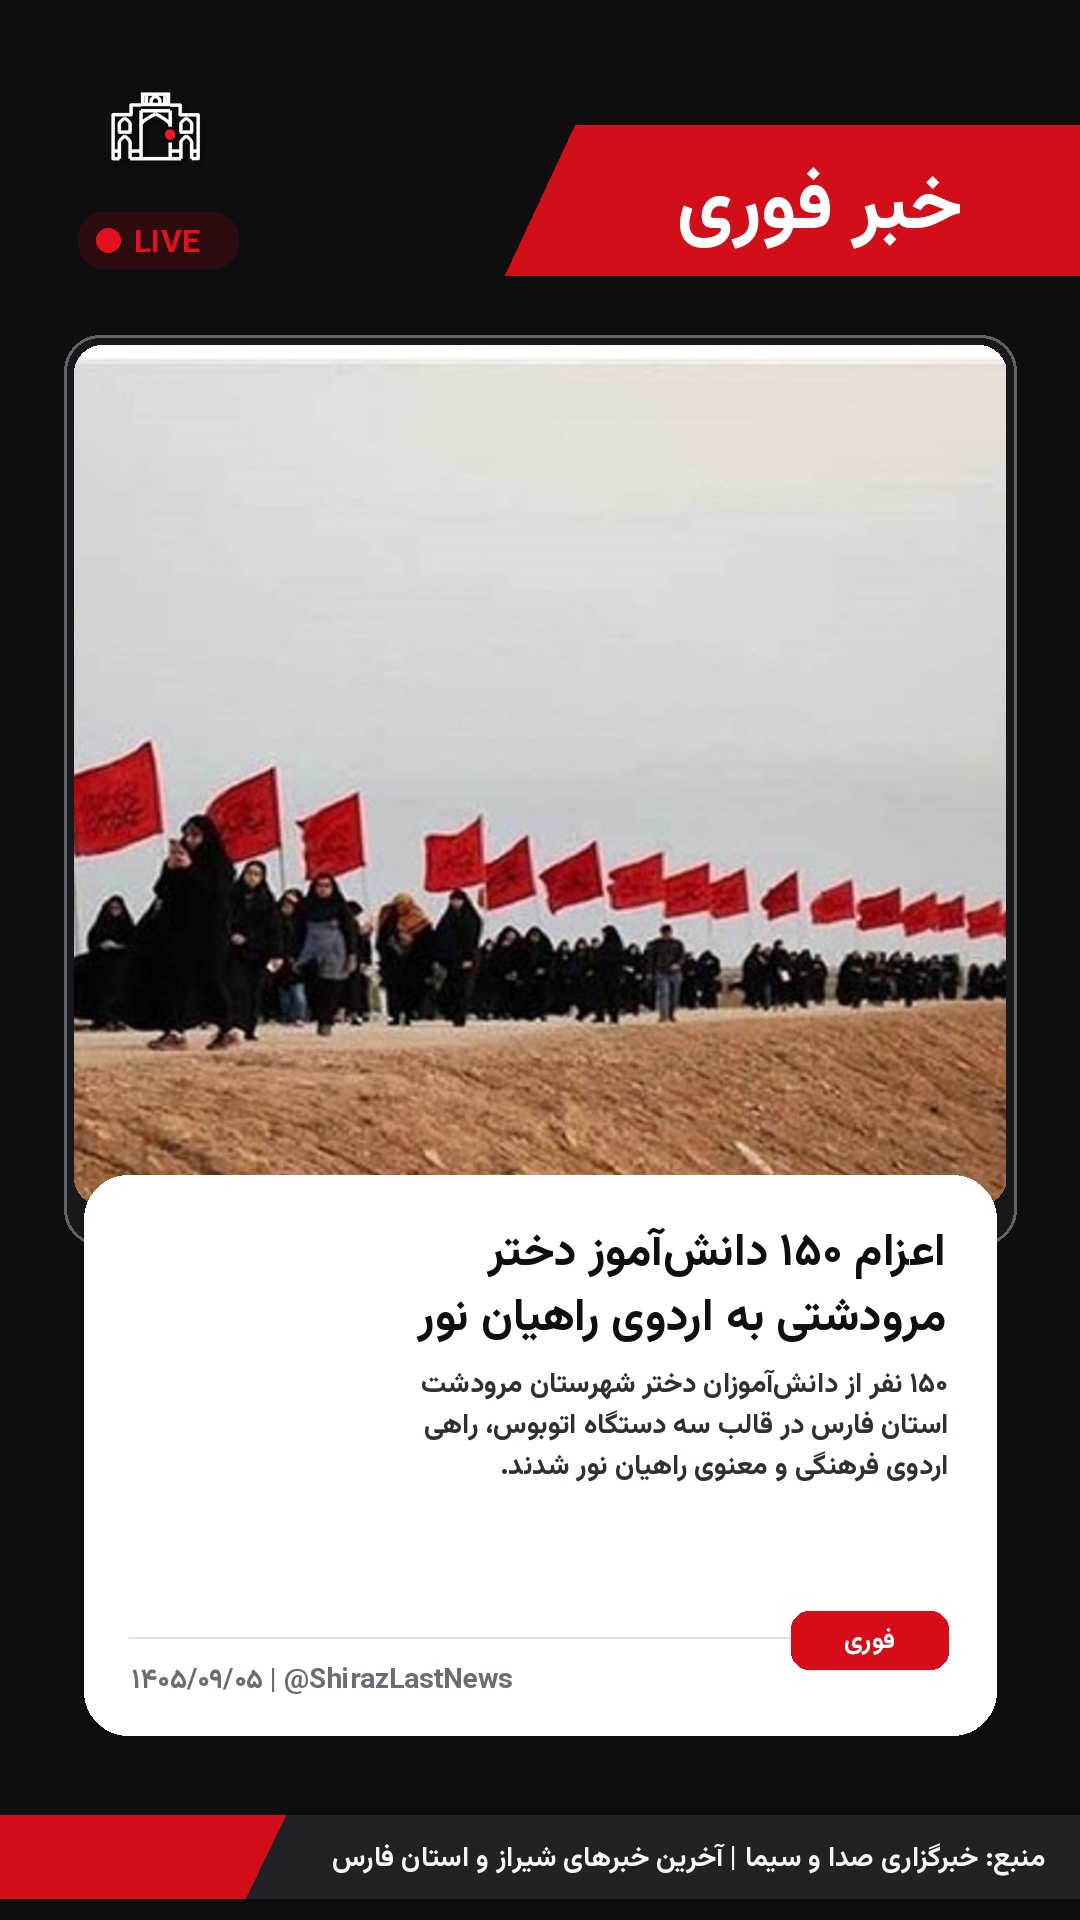 خبر فوری
LIVE
اعزام ۱۵۰ دانش‌آموز دختر
مرودشتی به اردوی راهیان نور
۱۵۰ نفر از دانش‌آموزان دختر شهرستان مرودشت
استان فارس در قالب سه دستگاه اتوبوس، راهی
اردوی فرهنگی و معنوی راهیان نور شدند.
فوری
۱۴۰۵/۰۹/۰۵ | @ShirazLastNews
منبع: خبرگزاری صدا و سیما | آخرین خبرهای شیراز و استان فارس